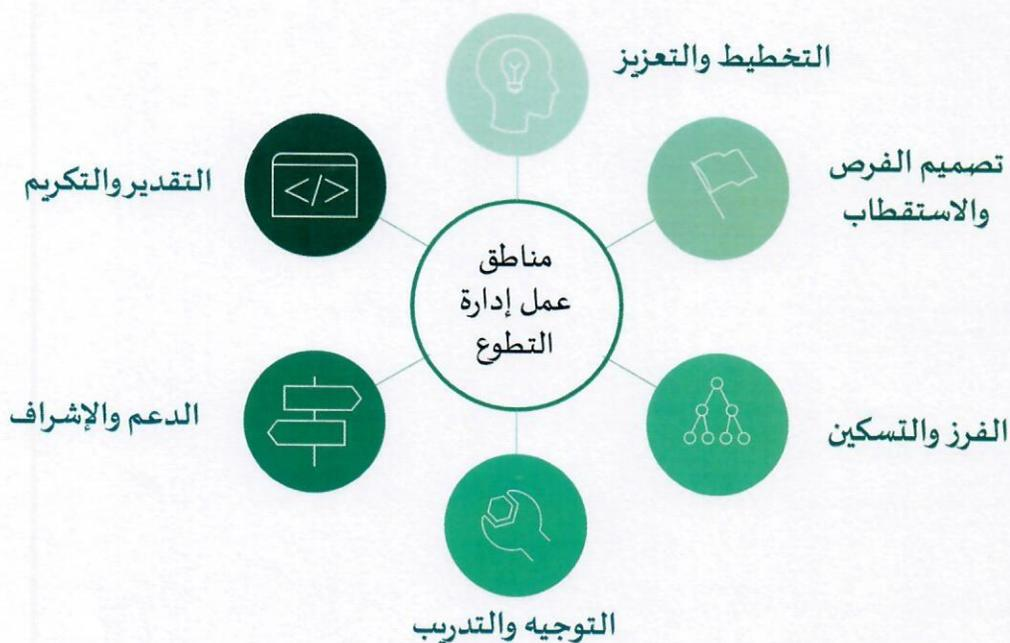 التخطيط والتعزيز
تصميم الفرص
والاستقطاب
التقدير والتكريم
مناطق
عمل إدارة
التطوع
الفرز والتسكين
الدعم والإشراف
التوجيه والتدريب